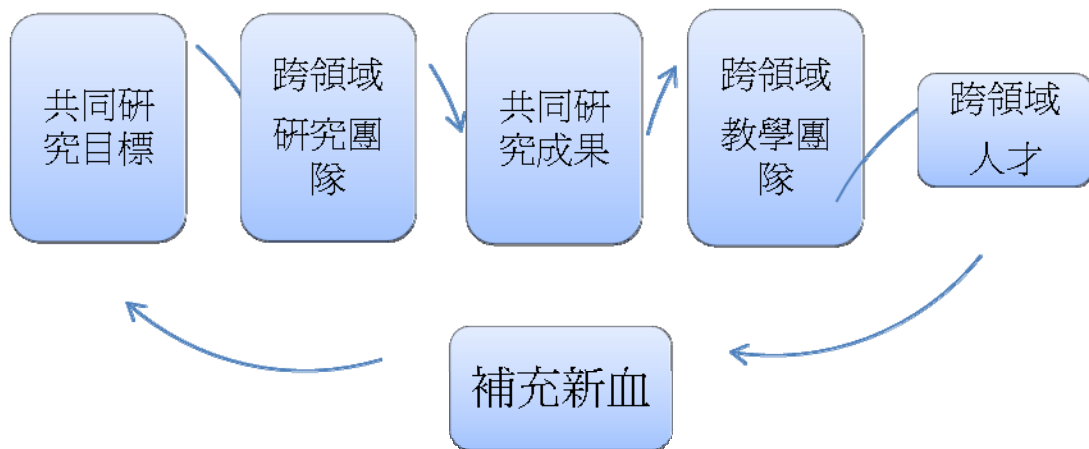 共同研
究目標
跨領域
研究團
隊
共同研
究成果
跨領域
教學團
隊
跨領域
人才
補充新血